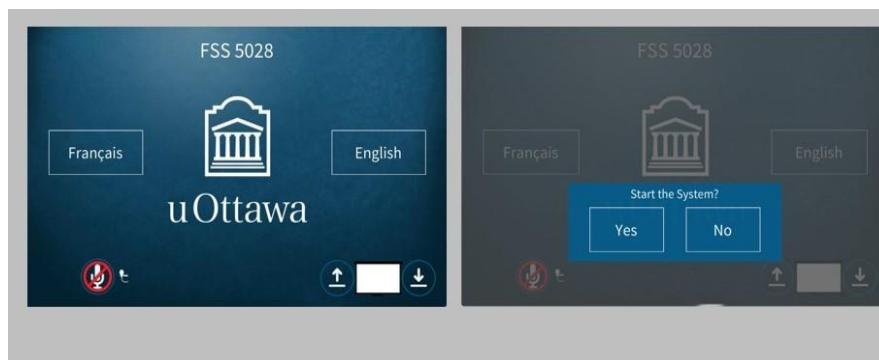 FSS 5028
Français
English
uOttawa
FSS 5028
Français
English
Start the System?
Yes
No